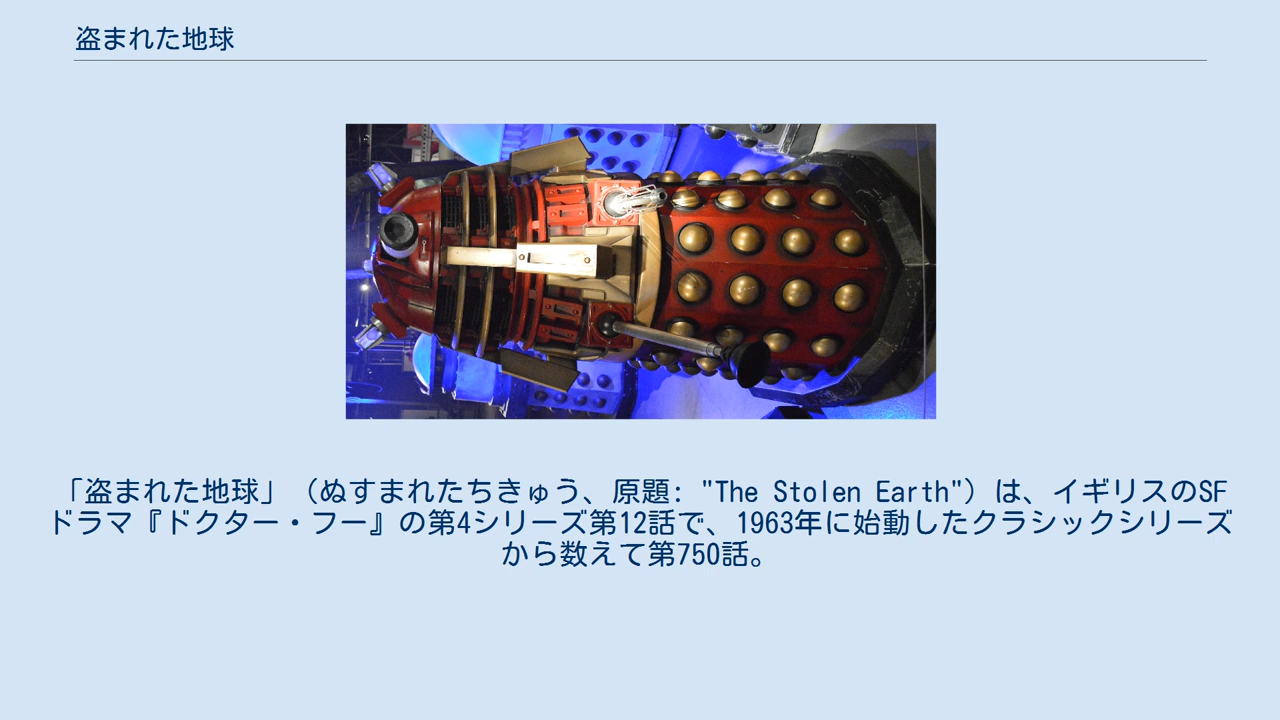 盗まれた地球
「盗まれた地球」（ぬすまれたちきゅう、原題: "The Stolen Earth"）は、イギリスのSF
ドラマ『ドクター・フー』の第4シリーズ第12話で、1963年に始動したクラシックシリーズ
から数えて第750話。